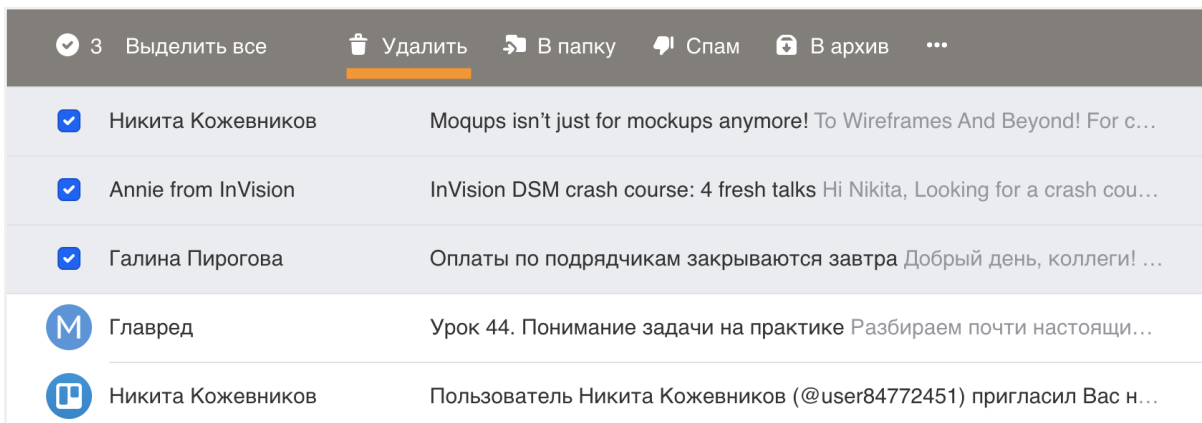 3 Выделить все Удалить В папку Спам В архив •••
Никита Кожевников Moqups isn’t just for mockups anymore! To Wireframes And Beyond! For c…
Annie from InVision InVision DSM crash course: 4 fresh talks Hi Nikita, Looking for a crash cou…
Галина Пирогова Оплаты по подрядчикам закрываются завтра Добрый день, коллеги! …
М Главред Урок 44. Понимание задачи на практике Разбираем почти настоящи…
Никита Кожевников Пользователь Никита Кожевников (@user84772451) пригласил Вас н…